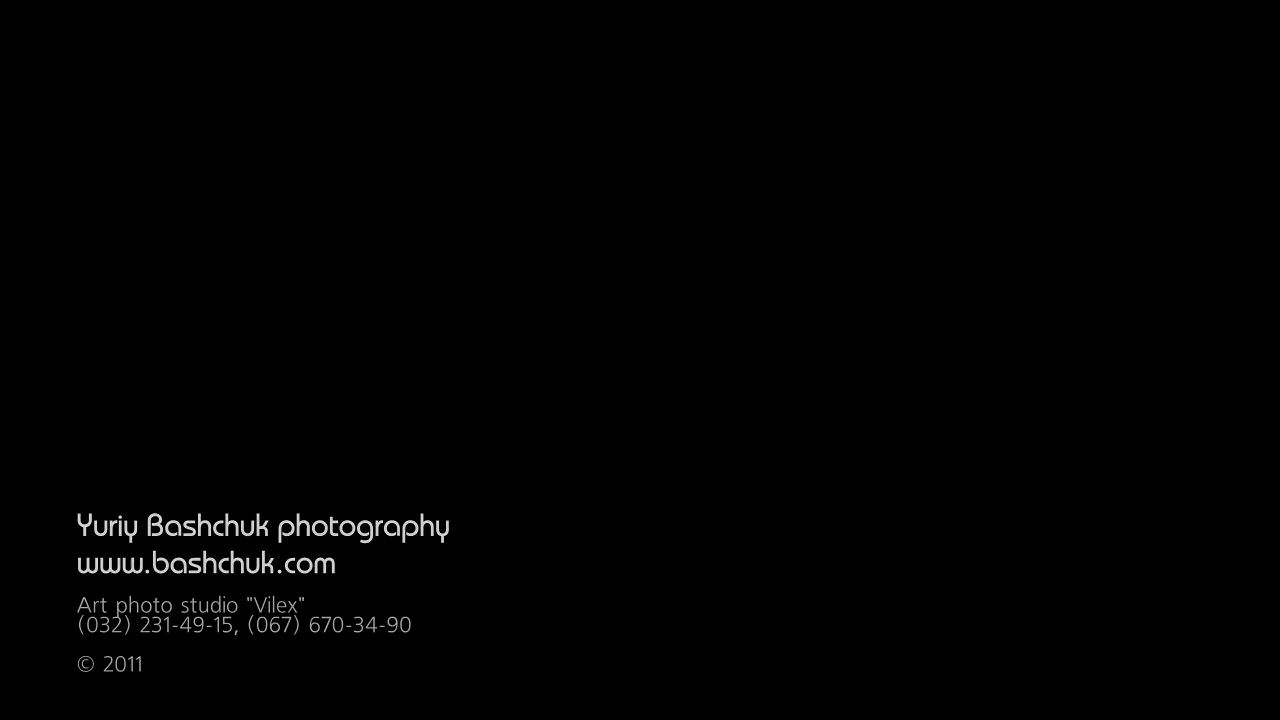 Yuriy Bashchuk photography
www.bashchuk.com
Art photo studio "Vilex"
(032) 231-49-15, (067) 670-34-90
© 2011